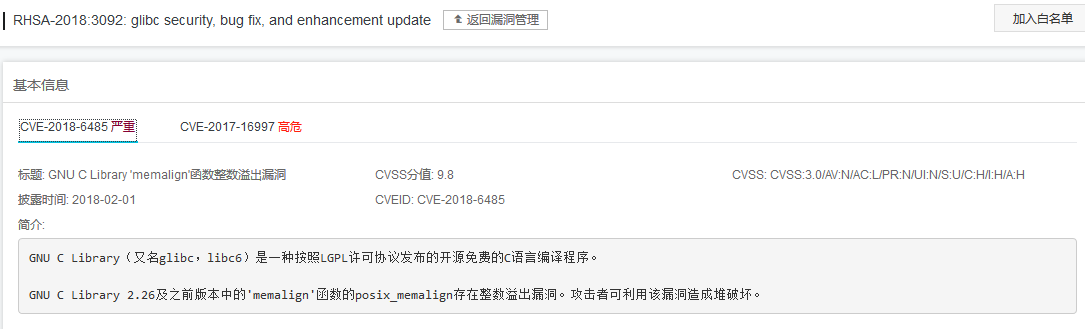 RHSA-2018:3092: glibc security, bug fix, and enhancement update 返回漏洞管理 加入白名单
基本信息
CVE-2018-6485 严重 CVE-2017-16997 高危
标题: GNU C Library 'memalign'函数整数溢出漏洞 CVSS分值: 9.8 CVSS: CVSS:3.0/AV:N/AC:L/PR:N/UI:N/S:U/C:H/I:H/A:H
披露时间: 2018-02-01 CVEID: CVE-2018-6485
简介:
GNU C Library（又名glibc，libc6）是一种按照LGPL许可协议发布的开源免费的C语言编译程序。
GNU C Library 2.26及之前版本中的'memalign'函数的posix_memalign存在整数溢出漏洞。攻击者可利用该漏洞造成堆破坏。